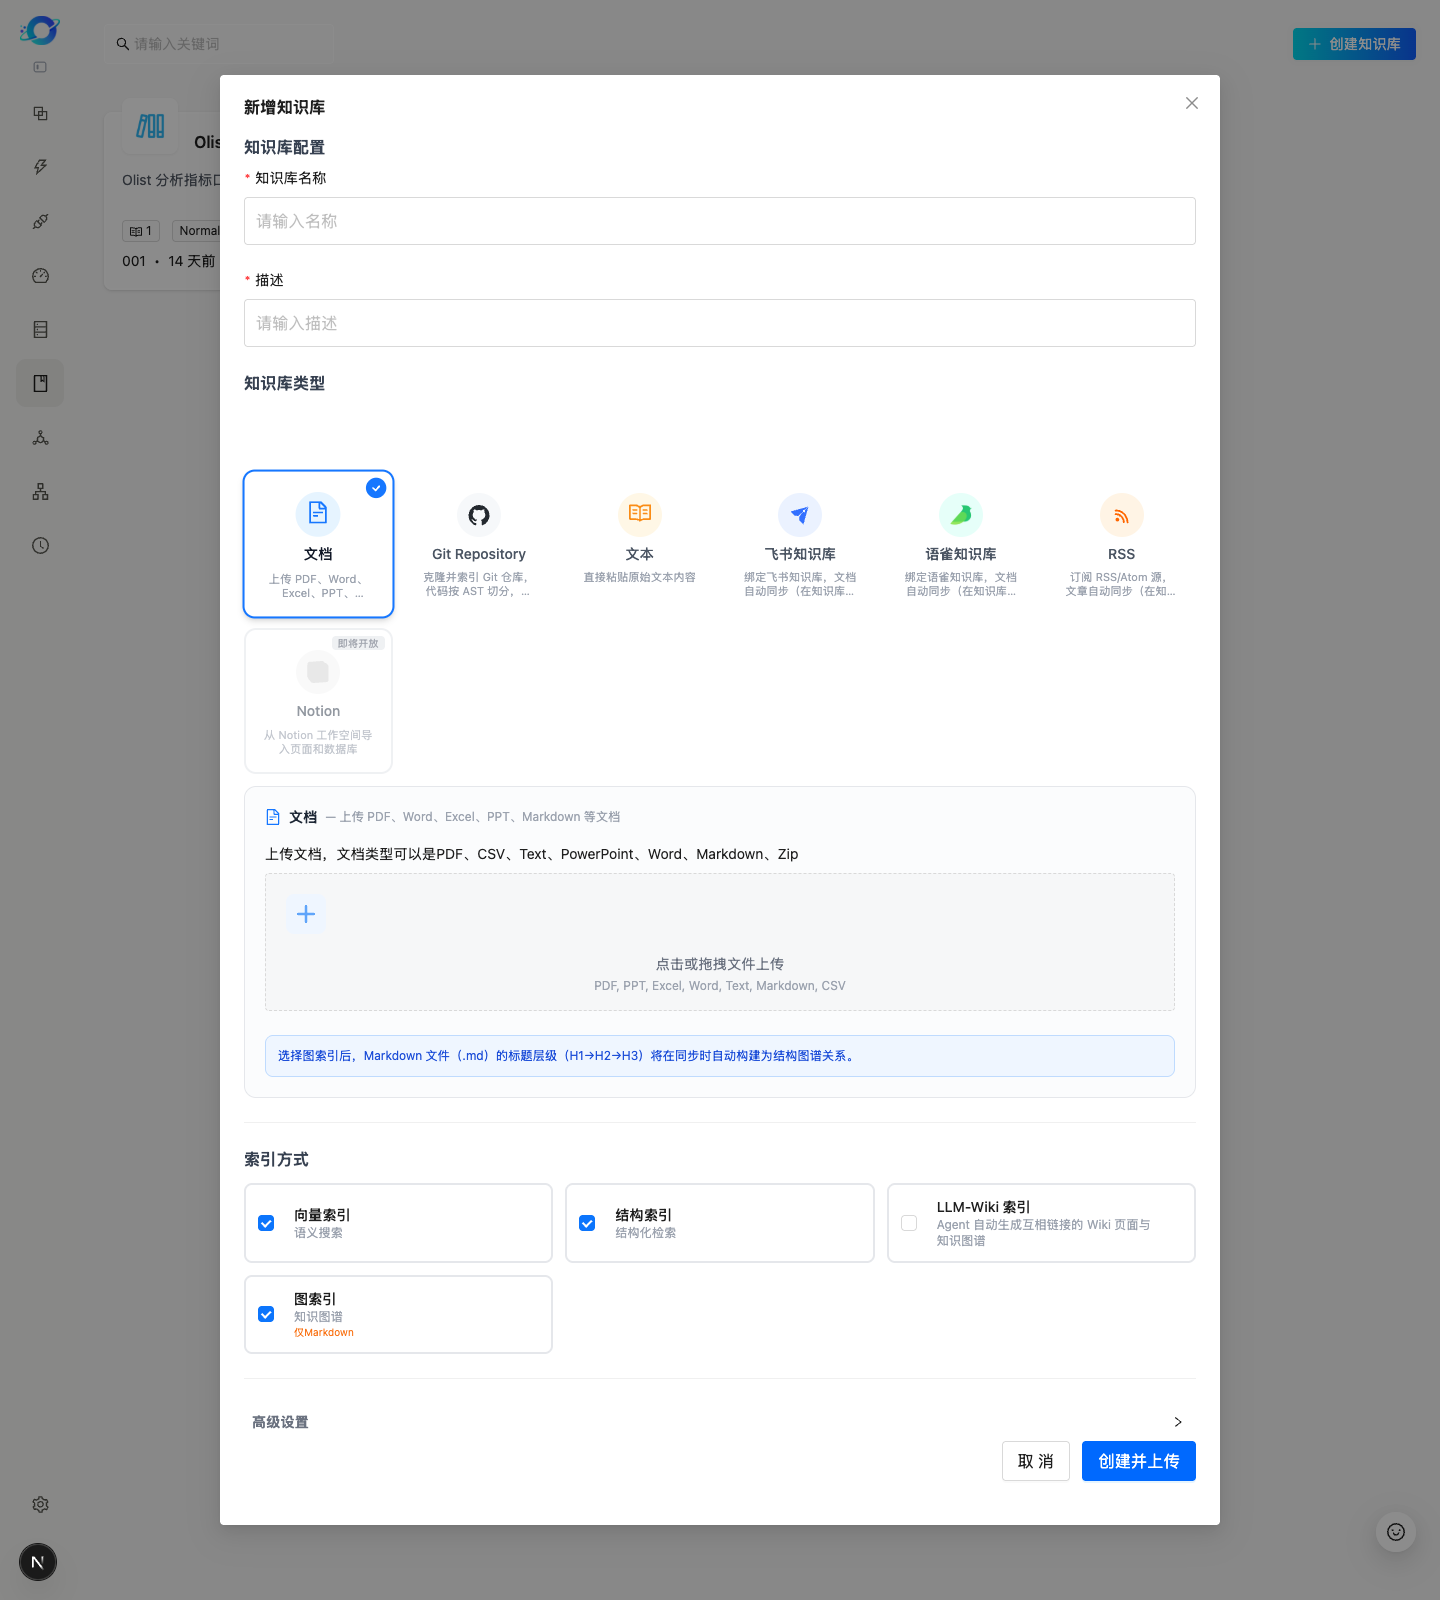 请输入关键词
创建知识库
Olis
Olist 分析指标
1
Normal
001 • 14 天前
新增知识库
知识库配置
* 知识库名称
请输入名称
* 描述
请输入描述
知识库类型
文档
上传 PDF、Word、
Excel、PPT、...
Git Repository
克隆并索引 Git 仓库，
代码按 AST 切分，...
文本
直接粘贴原始文本内容
飞书知识库
绑定飞书知识库，文档
自动同步（在知识库...
语雀知识库
绑定语雀知识库，文档
自动同步（在知识库...
RSS
订阅 RSS/Atom 源，
文章自动同步（在知...
即将开放
Notion
从 Notion 工作空间导
入页面和数据库
文档 — 上传 PDF、Word、Excel、PPT、Markdown 等文档
上传文档，文档类型可以是PDF、CSV、Text、PowerPoint、Word、Markdown、Zip
点击或拖拽文件上传
PDF, PPT, Excel, Word, Text, Markdown, CSV
选择图索引后，Markdown 文件（.md）的标题层级（H1→H2→H3）将在同步时自动构建为结构图谱关系。
索引方式
向量索引
语义搜索
结构索引
结构化检索
LLM-Wiki 索引
Agent 自动生成互相链接的 Wiki 页面与
知识图谱
图索引
知识图谱
仅Markdown
高级设置
取 消
创建并上传
N